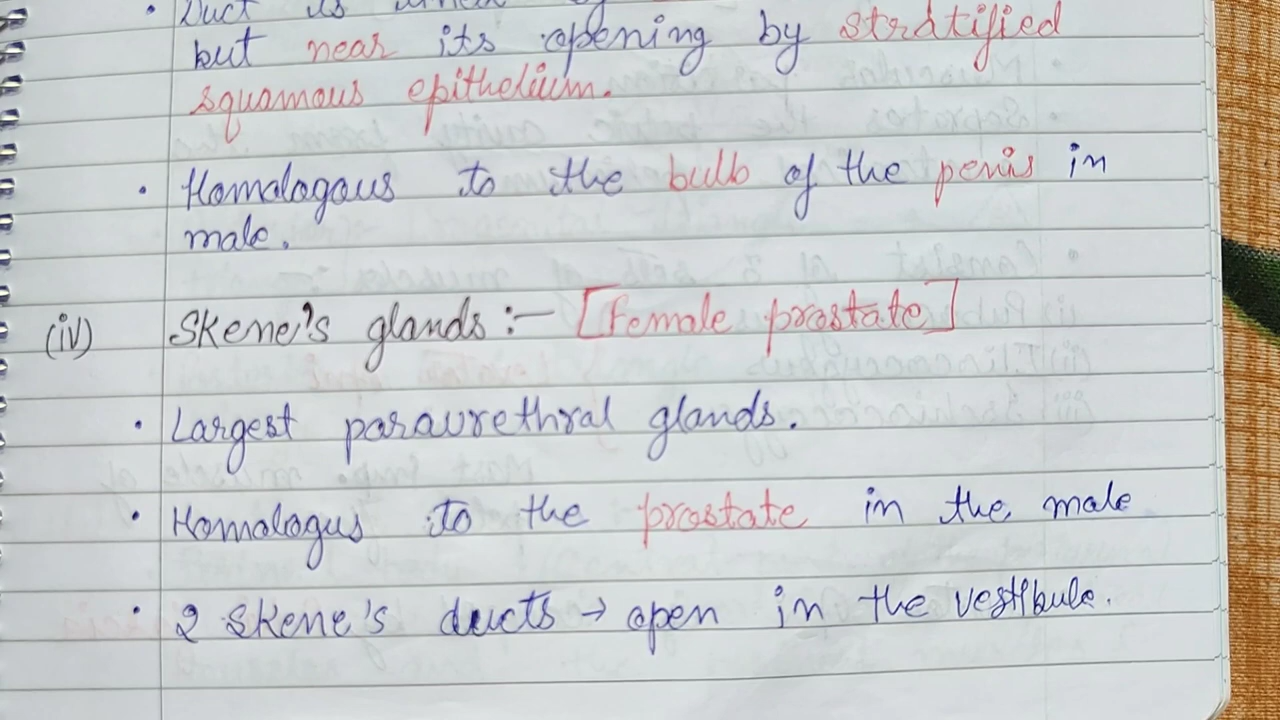 • Duct is
but near its opening by stratified
squamous epithelium.
• Homologous to the bulb of the penis in
male.
(iv) Skene's glands :- [Female prostate]
• Largest paraurethral glands.
• Homologus to the prostate in the male
• 2 Skene's ducts → open in the vestibule.